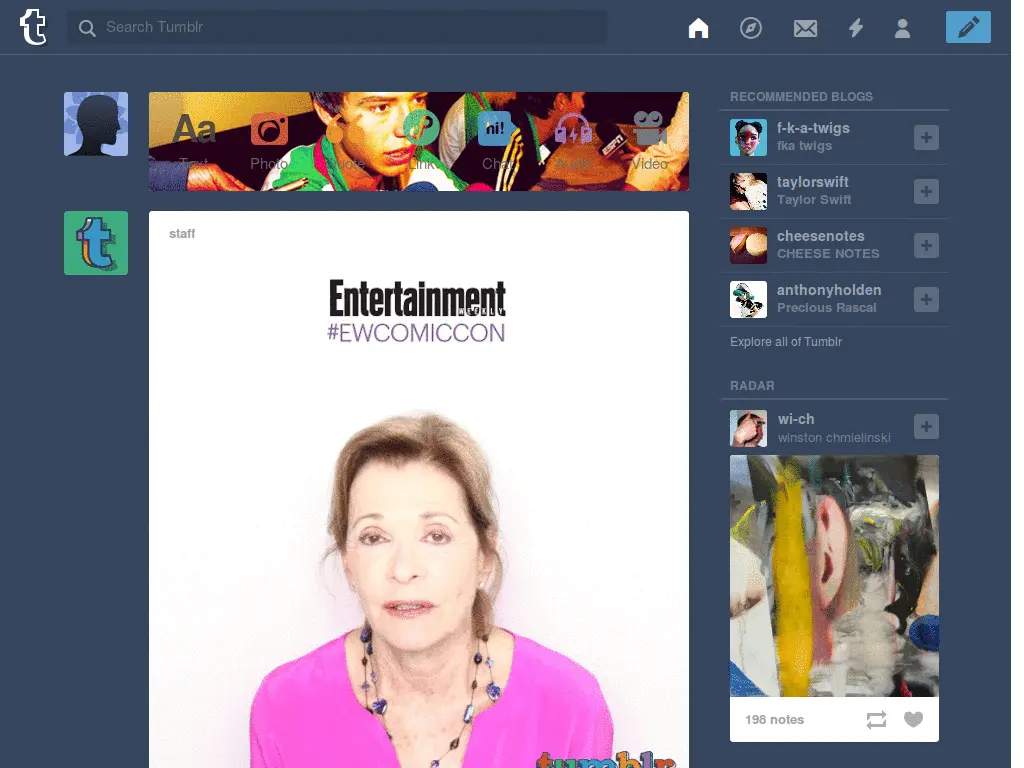 Search Tumblr
Aa
hi!
Text
Photo
Quote
Link
Chat
Audio
Video
ESPN
staff
Entertainment
WEEKLY
#EWCOMICCON
tumblr
RECOMMENDED BLOGS
f-k-a-twigs
fka twigs
taylorswift
Taylor Swift
cheesenotes
CHEESE NOTES
anthonyholden
Precious Rascal
Explore all of Tumblr
RADAR
wi-ch
winston chmielinski
198 notes